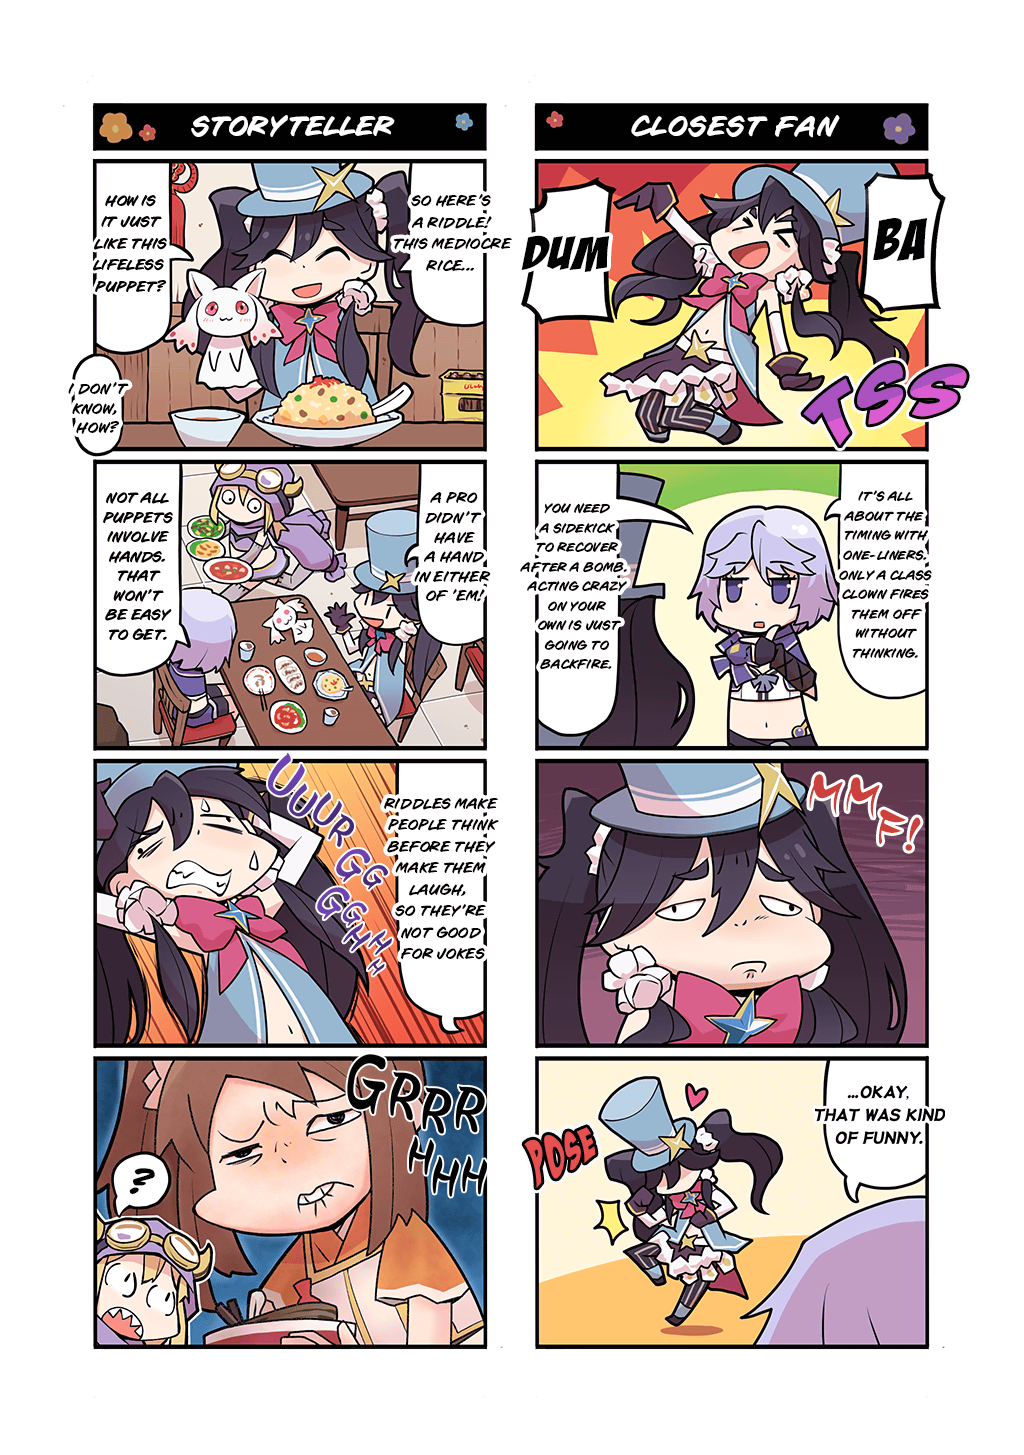 CLOSEST FAN
BA
DUM
TSS
IT'S ALL
ABOUT THE
TIMING WITH
ONE-LINERS.
ONLY A CLASS
CLOWN FIRES
THEM OFF
WITHOUT
THINKING.
YOU NEED
A SIDEKICK
TO RECOVER
AFTER A BOMB.
ACTING CRAZY
ON YOUR
OWN IS JUST
GOING TO
BACKFIRE.
MMF!
...OKAY,
THAT WAS KIND
OF FUNNY.
POSE
STORYTELLER
SO HERE'S
A RIDDLE!
THIS MEDIOCRE
RICE...
HOW IS
IT JUST
LIKE THIS
LIFELESS
PUPPET?
I DON'T
KNOW,
HOW?
A PRO
DIDN'T
HAVE
A HAND
IN EITHER
OF 'EM!
NOT ALL
PUPPETS
INVOLVE
HANDS.
THAT
WON'T
BE EASY
TO GET.
RIDDLES MAKE
PEOPLE THINK
BEFORE THEY
MAKE THEM
LAUGH,
SO THEY'RE
NOT GOOD
FOR JOKES
UUUURGGGGHHH
GRRRHHHH
?